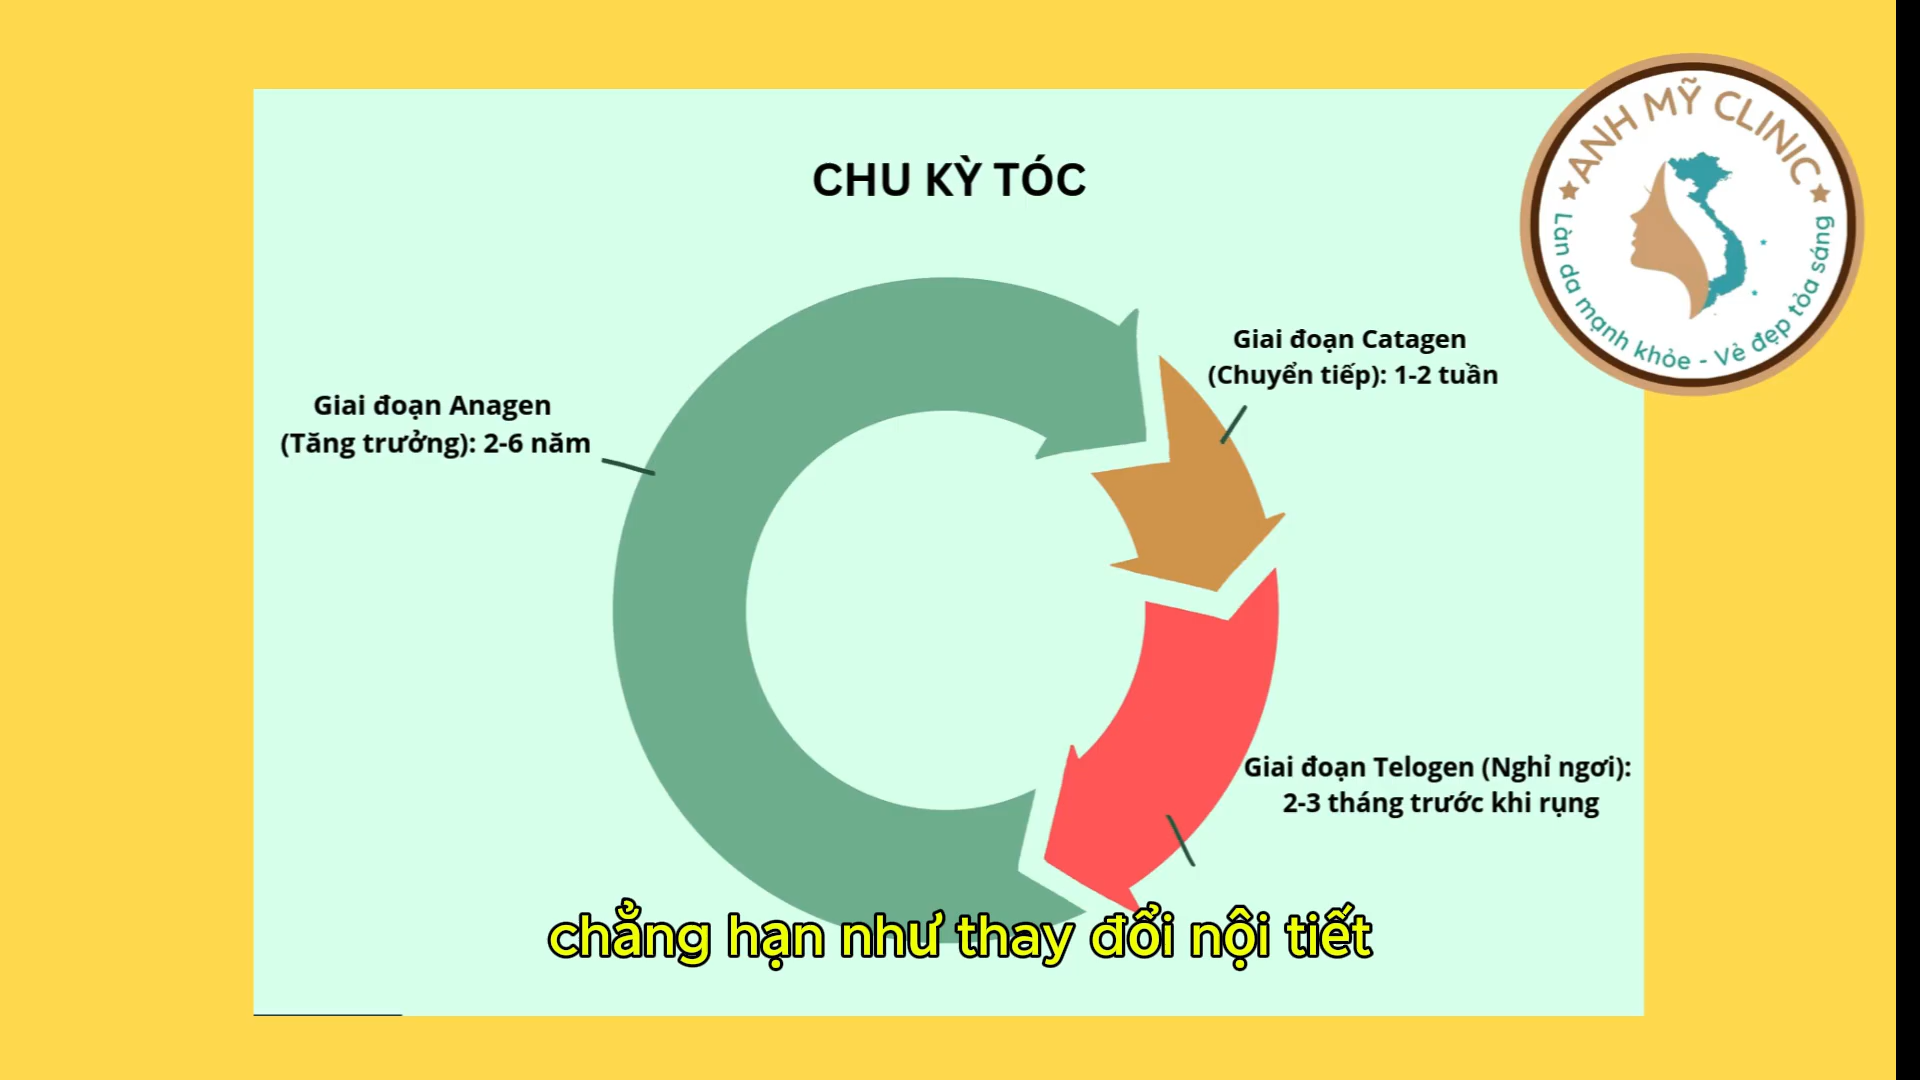 CHU KỲ TÓC
ANH MỸ CLINIC
Làn da mạnh khỏe - Vẻ đẹp tỏa sáng
Giai đoạn Catagen
(Chuyển tiếp): 1-2 tuần
Giai đoạn Anagen
(Tăng trưởng): 2-6 năm
Giai đoạn Telogen (Nghỉ ngơi):
2-3 tháng trước khi rụng
chẳng hạn như thay đổi nội tiết